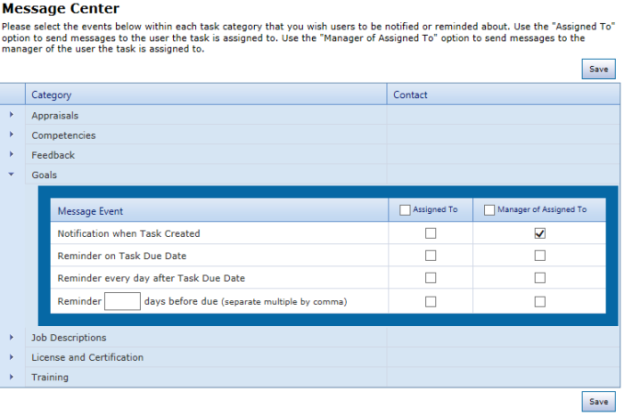 Message Center
Please select the events below within each task category that you wish users to be notified or reminded about. Use the "Assigned To"
option to send messages to the user the task is assigned to. Use the "Manager of Assigned To" option to send messages to the
manager of the user the task is assigned to.
Save
Category Contact
Appraisals
Competencies
Feedback
Goals
Message Event Assigned To Manager of Assigned To
Notification when Task Created
Reminder on Task Due Date
Reminder every day after Task Due Date
Reminder days before due (separate multiple by comma)
Job Descriptions
License and Certification
Training
Save